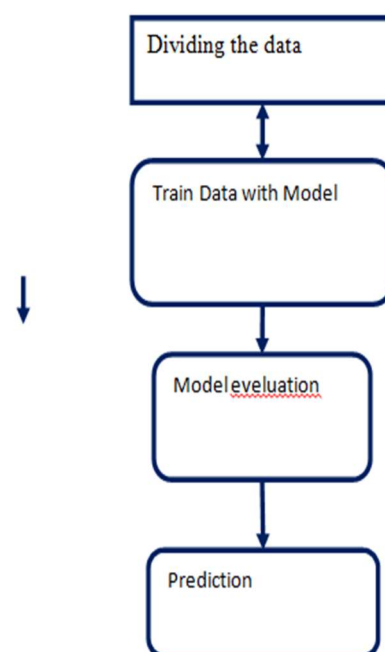 Dividing the data
Train Data with Model
Model eveluation
Prediction